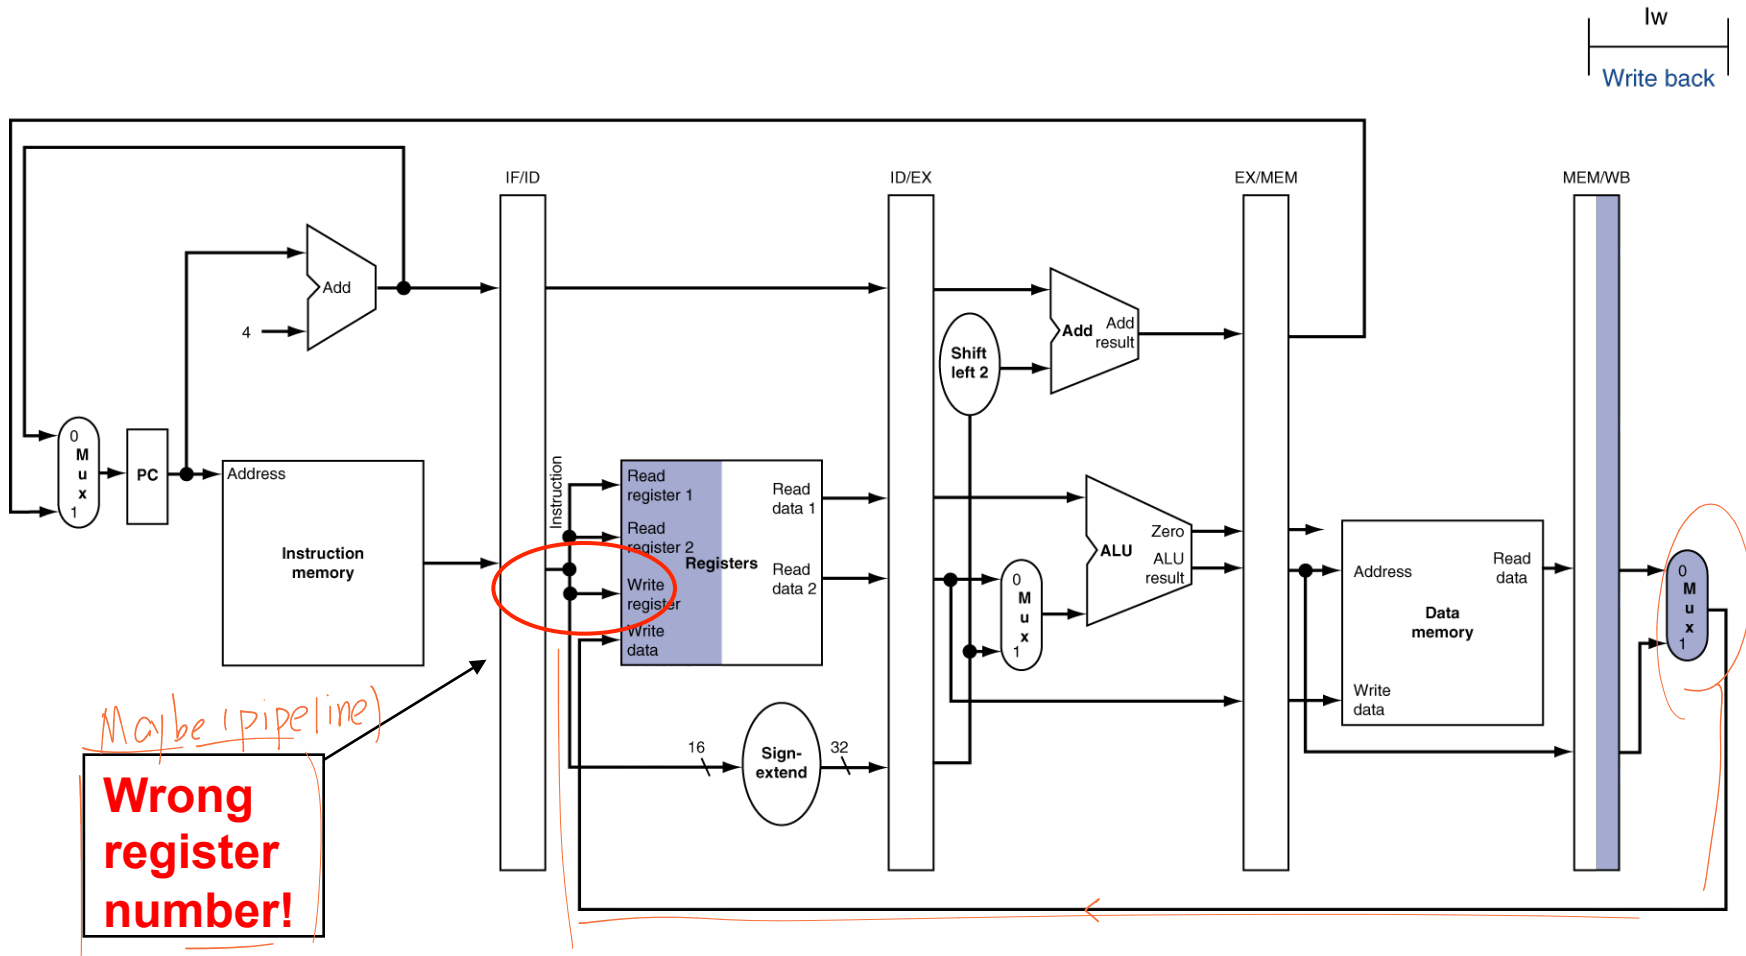 lw
Write back
IF/ID
ID/EX
EX/MEM
MEM/WB
Add
4
Add
Add
result
Shift
left 2
0
M
u
x
1
PC
Address
Instruction
memory
Instruction
Read
register 1
Read
register 2
Registers
Write
register
Write
data
Read
data 1
Read
data 2
0
M
u
x
1
Zero
ALU
ALU
result
Address
Read
data
Data
memory
Write
data
0
M
u
x
1
16
Sign-
extend
32
Maybe (pipeline)
Wrong
register
number!